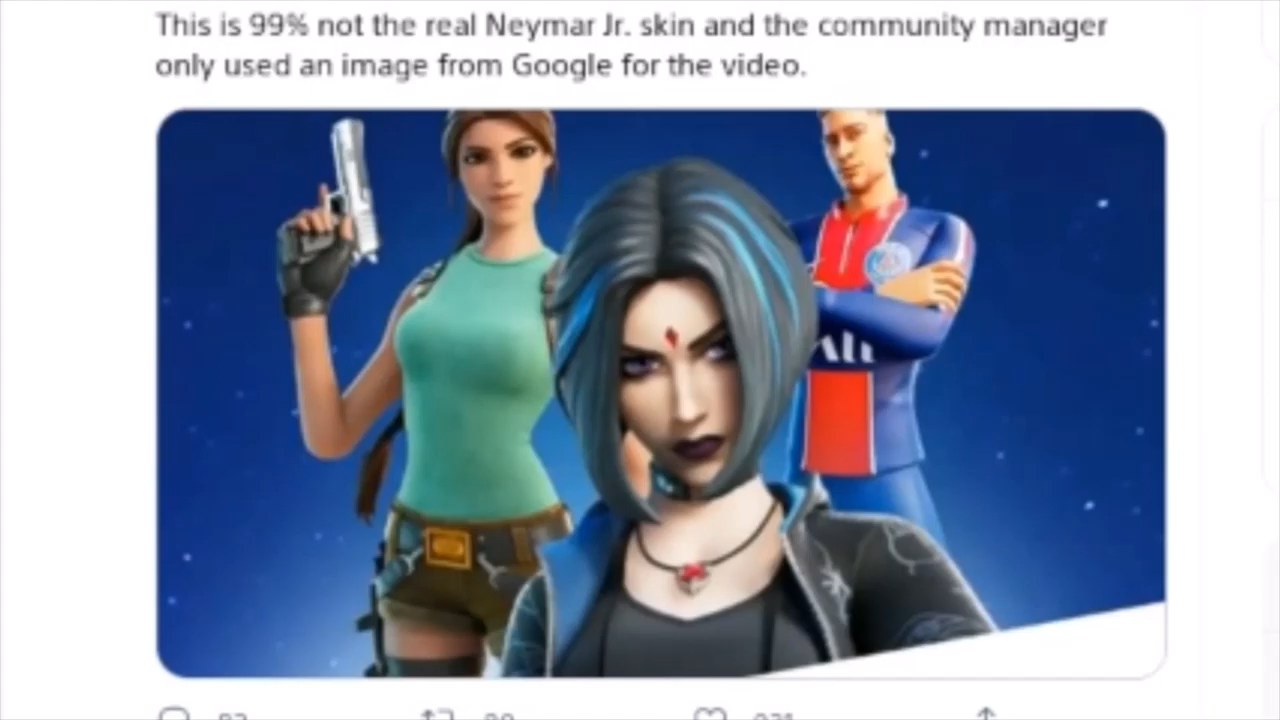 This is 99% not the real Neymar Jr. skin and the community manager
only used an image from Google for the video.